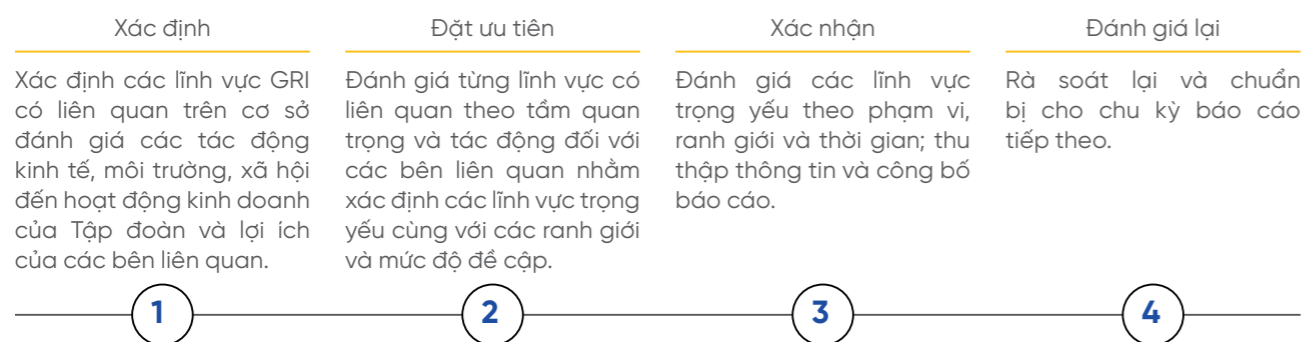 Xác định
Xác định các lĩnh vực GRI
có liên quan trên cơ sở
đánh giá các tác động
kinh tế, môi trường, xã hội
đến hoạt động kinh doanh
của Tập đoàn và lợi ích
của các bên liên quan.
1
Đặt ưu tiên
Đánh giá từng lĩnh vực có
liên quan theo tầm quan
trọng và tác động đối với
các bên liên quan nhằm
xác định các lĩnh vực trọng
yếu cùng với các ranh giới
và mức độ đề cập.
2
Xác nhận
Đánh giá các lĩnh vực
trọng yếu theo phạm vi,
ranh giới và thời gian; thu
thập thông tin và công bố
báo cáo.
3
Đánh giá lại
Rà soát lại và chuẩn
bị cho chu kỳ báo cáo
tiếp theo.
4